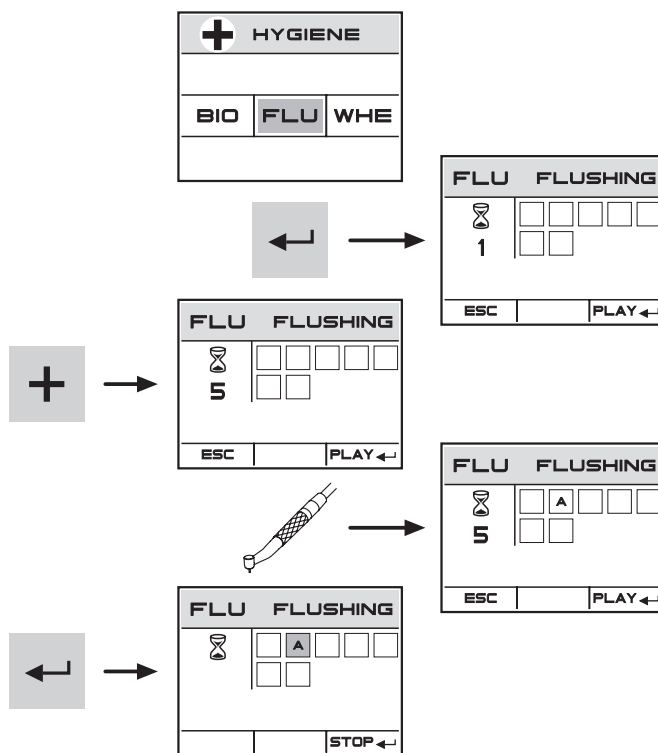 HYGIENE
BIO FLU WHE
FLU FLUSHING
1
ESC PLAY
FLU FLUSHING
5
ESC PLAY
FLU FLUSHING
A
5
ESC PLAY
FLU FLUSHING
A
STOP